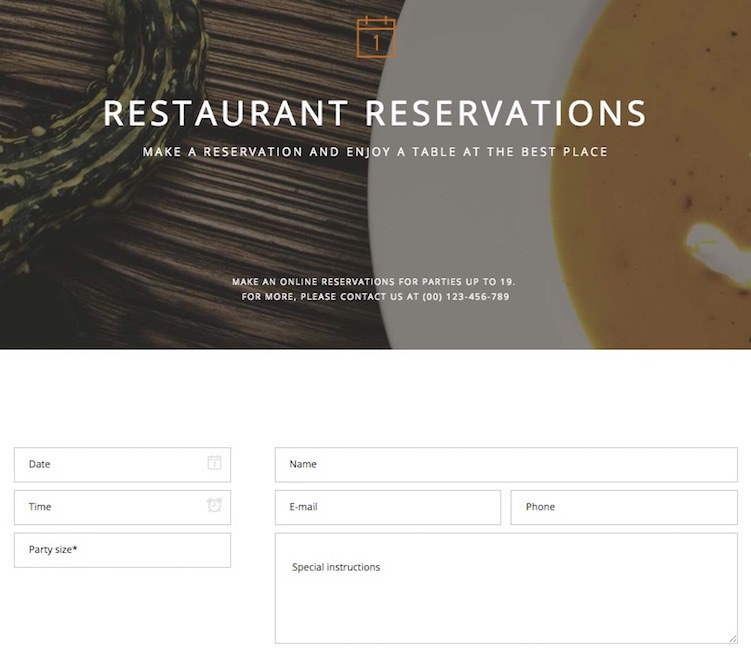 1
RESTAURANT RESERVATIONS
MAKE A RESERVATION AND ENJOY A TABLE AT THE BEST PLACE
MAKE AN ONLINE RESERVATIONS FOR PARTIES UP TO 19.
FOR MORE, PLEASE CONTACT US AT (00) 123-456-789
Date 1
Time
Party size*
Name
E-mail Phone
Special instructions